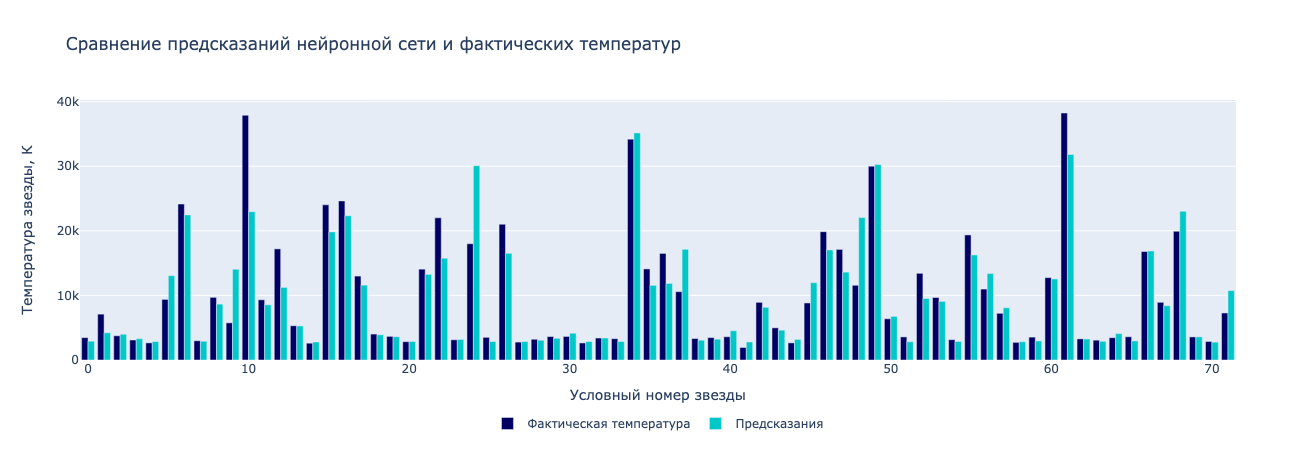 Сравнение предсказаний нейронной сети и фактических температур
Температура звезды, К
40k
30k
20k
10k
0
0 10 20 30 40 50 60 70
Условный номер звезды
Фактическая температура Предсказания